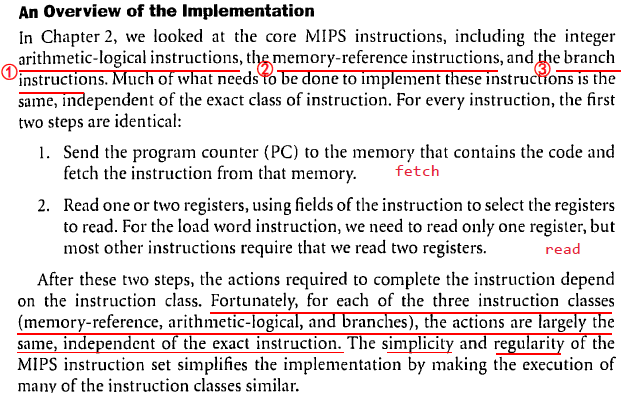 An Overview of the Implementation
In Chapter 2, we looked at the core MIPS instructions, including the integer
arithmetic-logical instructions, the memory-reference instructions, and the branch
① ② ③
instructions. Much of what needs to be done to implement these instructions is the
same, independent of the exact class of instruction. For every instruction, the first
two steps are identical:
1. Send the program counter (PC) to the memory that contains the code and
fetch the instruction from that memory. fetch
2. Read one or two registers, using fields of the instruction to select the registers
to read. For the load word instruction, we need to read only one register, but
most other instructions require that we read two registers. read
After these two steps, the actions required to complete the instruction depend
on the instruction class. Fortunately, for each of the three instruction classes
(memory-reference, arithmetic-logical, and branches), the actions are largely the
same, independent of the exact instruction. The simplicity and regularity of the
MIPS instruction set simplifies the implementation by making the execution of
many of the instruction classes similar.